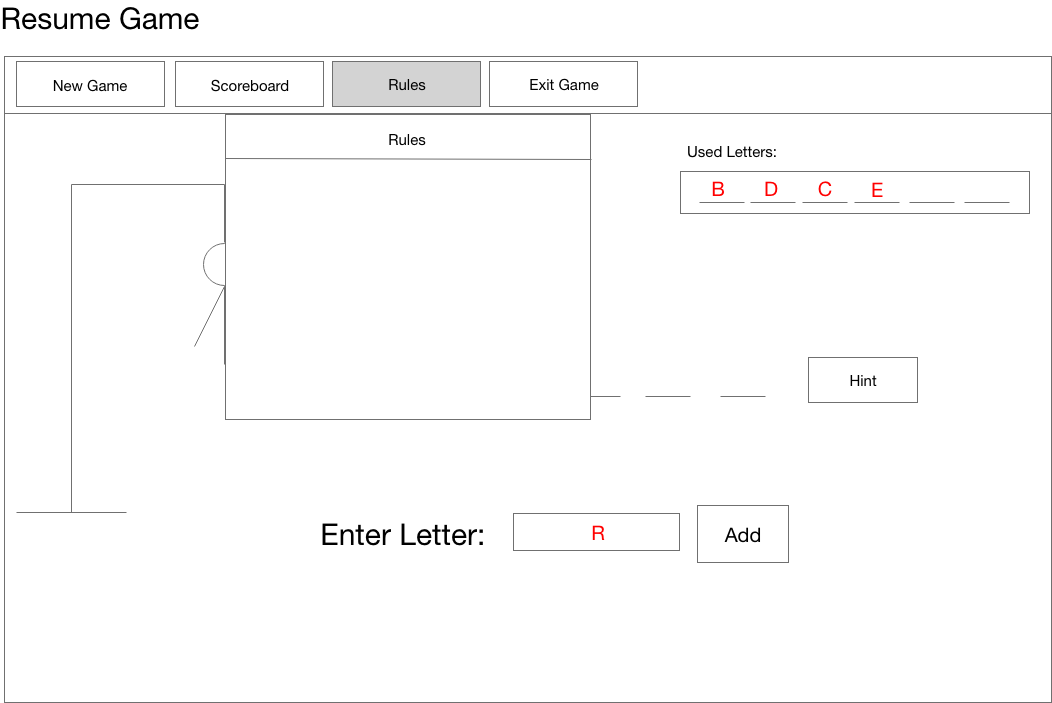 Resume Game
New Game Scoreboard Rules Exit Game
Rules
Used Letters:
B D C E
Hint
Enter Letter: R Add